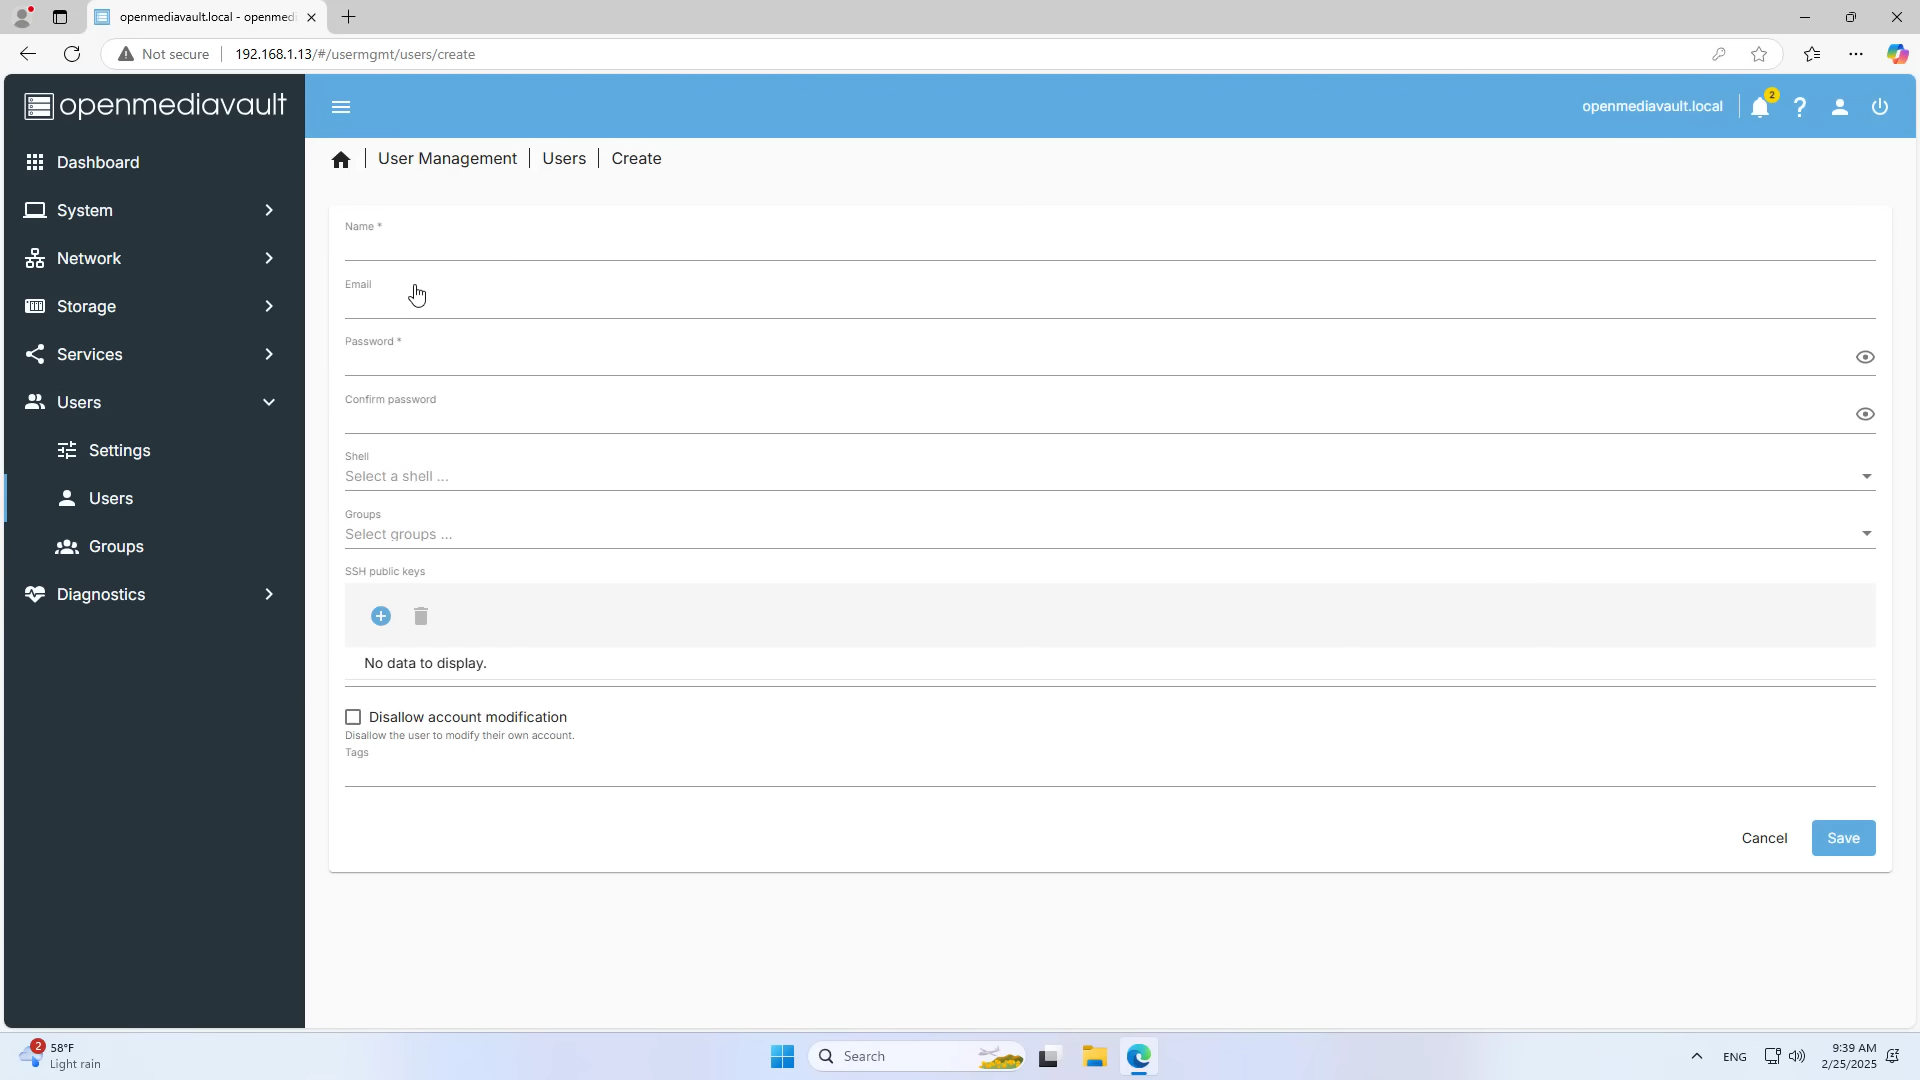 openmediavault.local - openmedi
Not secure
192.168.1.13/#/usermgmt/users/create
openmediavault
openmediavault.local
2
Dashboard
System
Network
Storage
Services
Users
Settings
Users
Groups
Diagnostics
User Management
Users
Create
Name *
Email
Password *
Confirm password
Shell
Select a shell ...
Groups
Select groups ...
SSH public keys
No data to display.
Disallow account modification
Disallow the user to modify their own account.
Tags
Cancel
Save
2
58°F
Light rain
Search
ENG
9:39 AM
2/25/2025